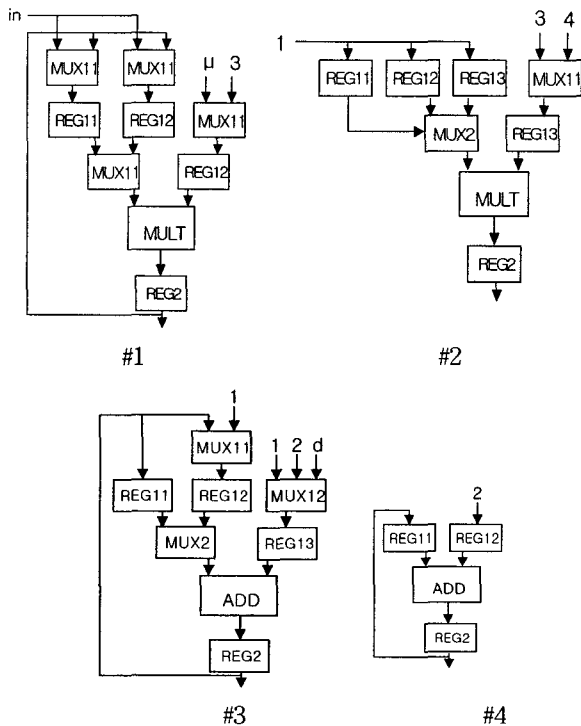 in
MUX11 MUX11 μ 3
REG11 REG12 MUX11
MUX11 REG12
MULT
REG2
#1
1 3 4
REG11 REG12 REG13 MUX11
MUX2 REG13
MULT
REG2
#2
1
MUX11 1 2 d
REG11 REG12 MUX12
MUX2 REG13
ADD
REG2
#3
2
REG11 REG12
ADD
REG2
#4